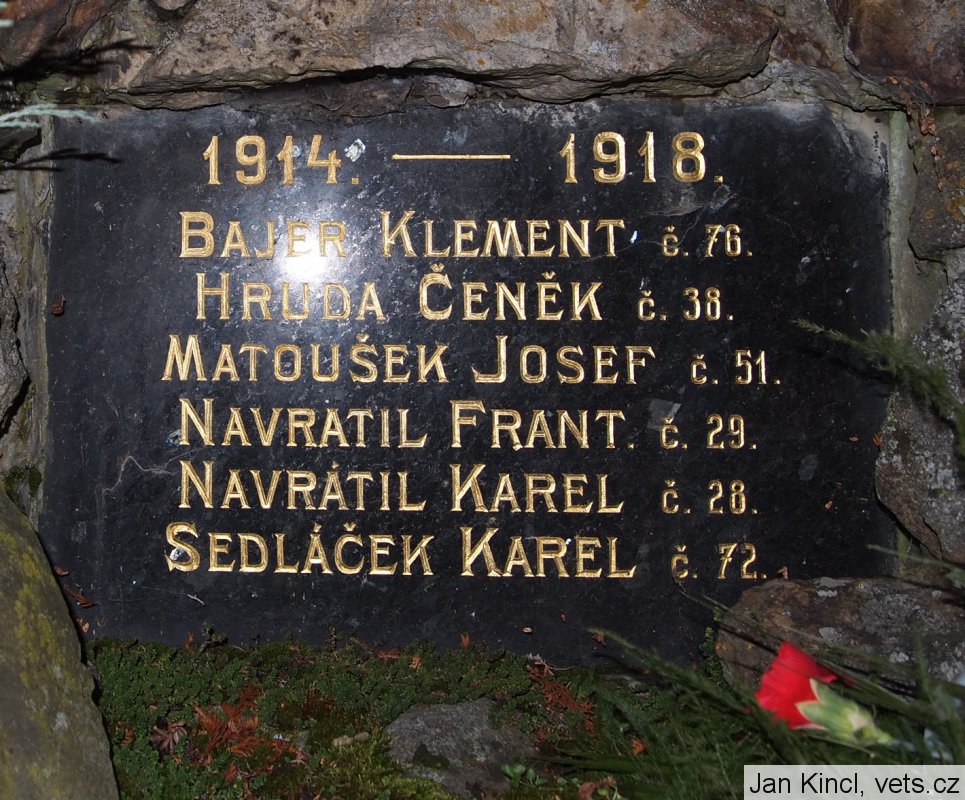 1914. — 1918.
BAJER KLEMENT č. 76.
HRUDA ČENĚK č. 38.
MATOUŠEK JOSEF č. 51.
NAVRATIL FRANT. č. 29.
NAVRÁTIL KAREL č. 28.
SEDLÁČEK KAREL č. 72.
Jan Kincl, vets.cz